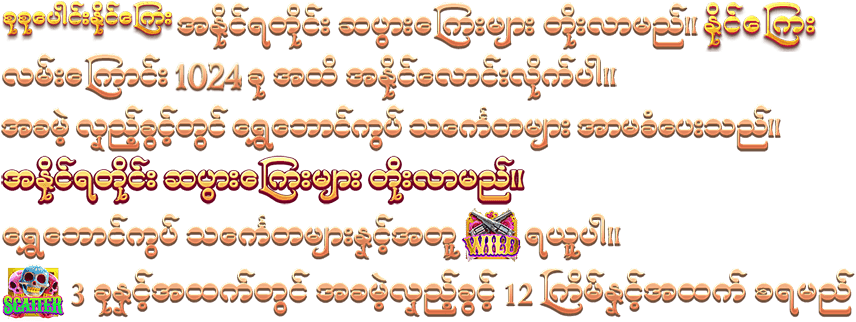 စုစုပေါင်းနိုင်ကြေး အနိုင်ရတိုင်း ဆပွားကြေးများ တိုးလာမည်။ နိုင်ကြေး
လမ်းကြောင်း 1024 ခု အထိ အနိုင်လောင်းလိုက်ပါ။
အခမဲ့ လှည့်ခွင့်တွင် ရွှေဘောင်ကွပ် သင်္ကေတများ အာမခံပေးသည်။
အနိုင်ရတိုင်း ဆပွားကြေးများ တိုးလာမည်။
ရွှေဘောင်ကွပ် သင်္ကေတများနှင့်အတူ WILD ရယူပါ။
SCATTER 3 ခုနှင့်အထက်တွင် အခမဲ့လှည့်ခွင့် 12 ကြိမ်နှင့်အထက် စရမည်